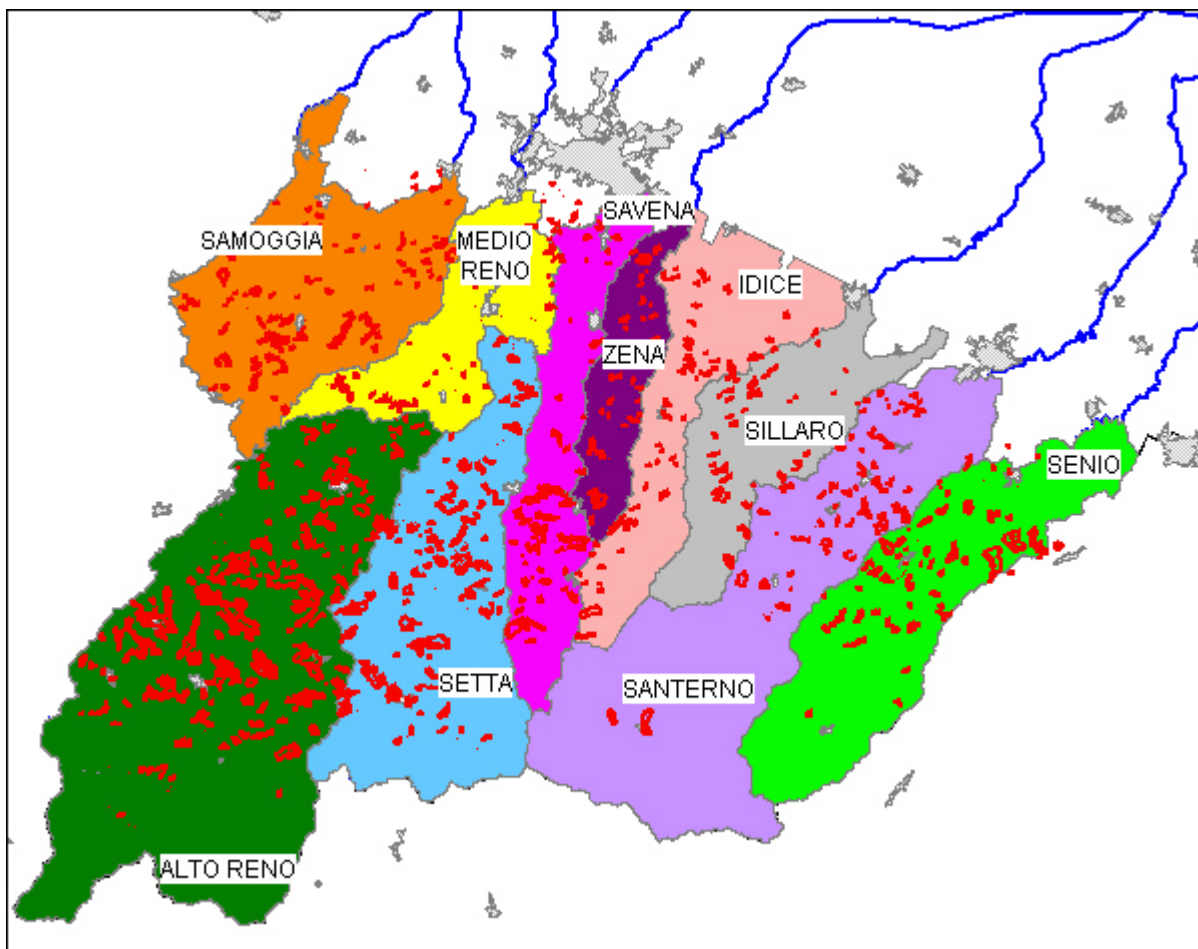 SAVENA
SAMOGGIA
MEDIO
RENO
IDICE
ZENA
SILLARO
SENIO
SETTA
SANTERNO
ALTO RENO